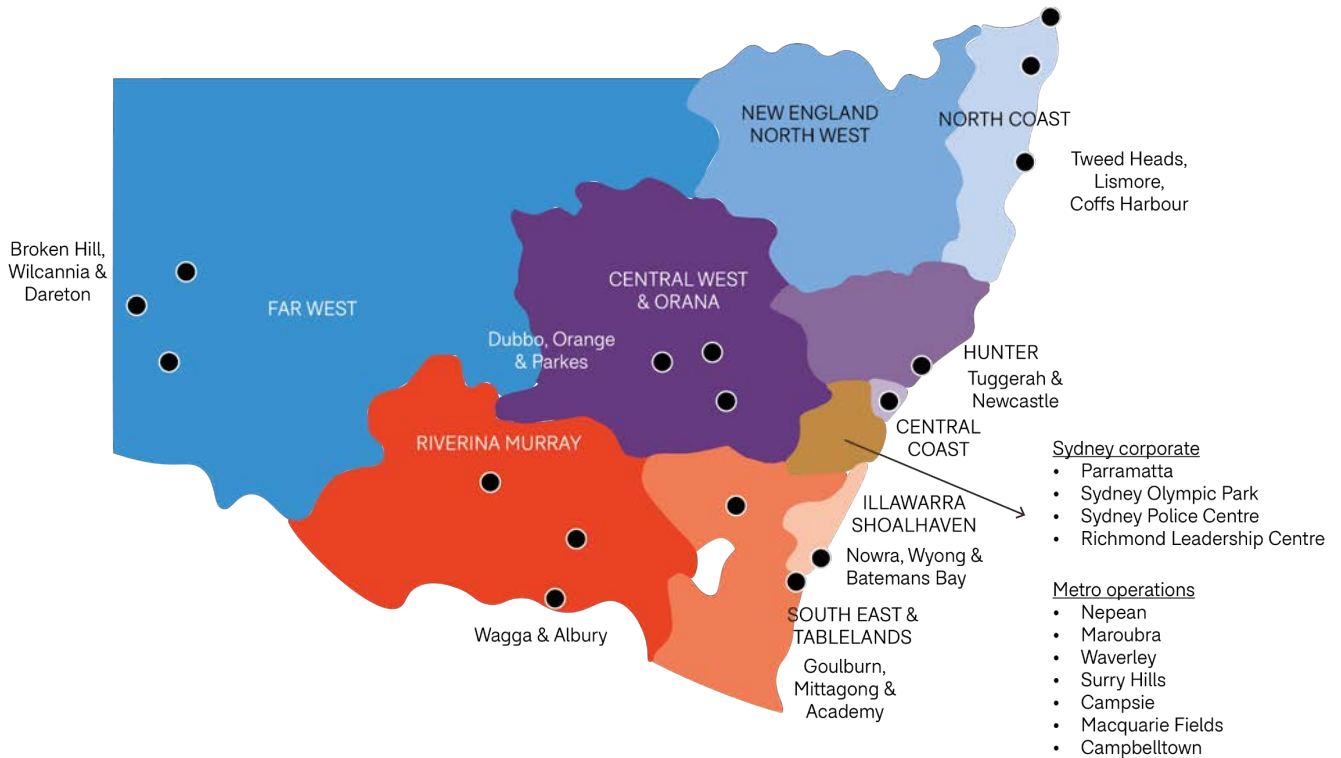 NEW ENGLAND
NORTH WEST
NORTH COAST
Tweed Heads,
Lismore,
Coffs Harbour
Broken Hill,
Wilcannia &
Dareton
FAR WEST
CENTRAL WEST
& ORANA
Dubbo, Orange
& Parkes
HUNTER
Tuggerah &
Newcastle
CENTRAL
COAST
RIVERINA MURRAY
Wagga & Albury
ILLAWARRA
SHOALHAVEN
Nowra, Wyong &
Batemans Bay
SOUTH EAST &
TABLELANDS
Goulburn,
Mittagong &
Academy
Sydney corporate
• Parramatta
• Sydney Olympic Park
• Sydney Police Centre
• Richmond Leadership Centre
Metro operations
• Nepean
• Maroubra
• Waverley
• Surry Hills
• Campsie
• Macquarie Fields
• Campbelltown